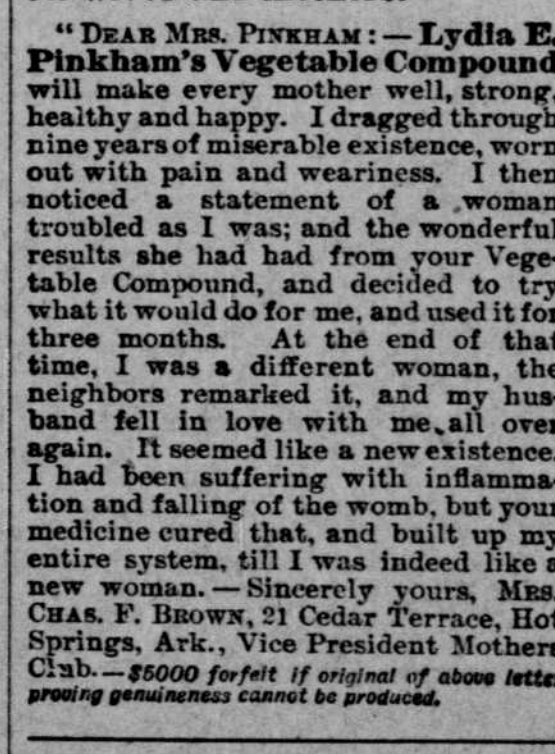 “DEAR MRS. PINKHAM: — Lydia E.
Pinkham's Vegetable Compound
will make every mother well, strong,
healthy and happy. I dragged through
nine years of miserable existence, worn
out with pain and weariness. I then
noticed a statement of a woman
troubled as I was; and the wonderful
results she had had from your Vege-
table Compound, and decided to try
what it would do for me, and used it for
three months. At the end of that
time, I was a different woman, the
neighbors remarked it, and my hus-
band fell in love with me all over
again. It seemed like a new existence.
I had been suffering with inflamma-
tion and falling of the womb, but your
medicine cured that, and built up my
entire system, till I was indeed like a
new woman. — Sincerely yours, MRS.
CHAS. F. BROWN, 21 Cedar Terrace, Hot
Springs, Ark., Vice President Mothers
Club. — $5000 forfeit if original of above letter
proving genuineness cannot be produced.